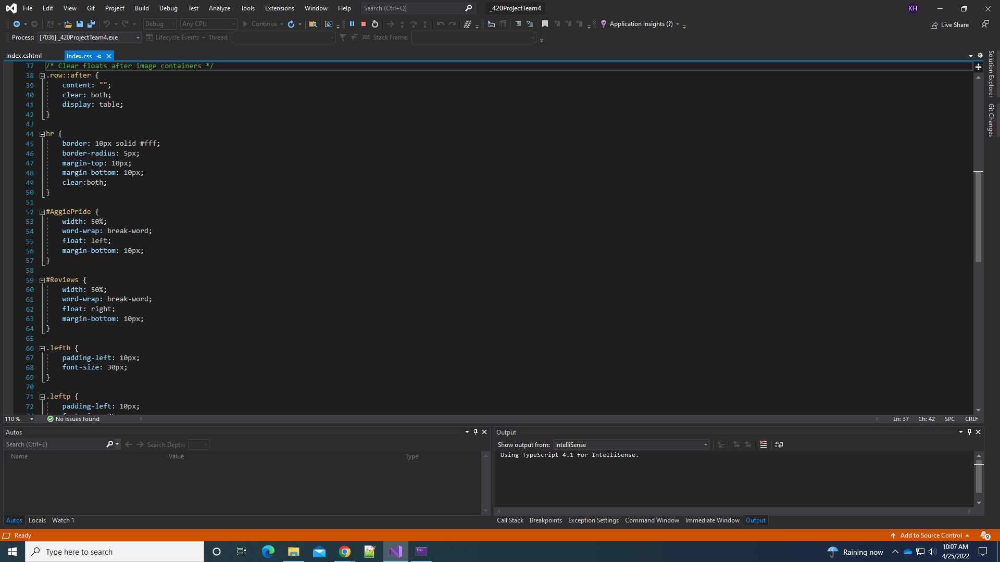 File Edit View Git Project Build Debug Test Analyze Tools Extensions Window Help Search (Ctrl+Q) _420ProjectTeam4 KH
Debug Any CPU Continue Application Insights (?) Live Share
Process: [7036] _420ProjectTeam4.exe Lifecycle Events Thread: Stack Frame:
Index.cshtml Index.css
37 /* Clear floats after image containers */
38 .row::after {
39 content: "";
40 clear: both;
41 display: table;
42 }
43
44 hr {
45 border: 10px solid #fff;
46 border-radius: 5px;
47 margin-top: 10px;
48 margin-bottom: 10px;
49 clear:both;
50 }
51
52 #AggiePride {
53 width: 50%;
54 word-wrap: break-word;
55 float: left;
56 margin-bottom: 10px;
57 }
58
59 #Reviews {
60 width: 50%;
61 word-wrap: break-word;
62 float: right;
63 margin-bottom: 10px;
64 }
65
66 .lefth {
67 padding-left: 10px;
68 font-size: 30px;
69 }
70
71 .leftp {
72 padding-left: 10px;
Solution Explorer
Git Changes
110 % No issues found Ln: 37 Ch: 42 SPC CRLF
Autos
Search (Ctrl+E) Search Depth:
Name Value Type
Autos Locals Watch 1
Output
Show output from: IntelliSense
Using TypeScript 4.1 for IntelliSense.
Call Stack Breakpoints Exception Settings Command Window Immediate Window Output
Ready Add to Source Control 9
Type here to search Raining now 10:07 AM
4/25/2022